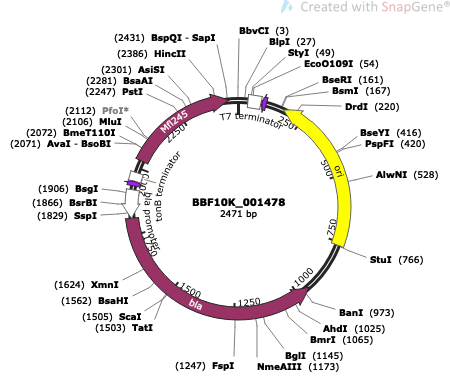 Created with SnapGene®
(2431) BspQI - SapI
(2386) HincII
(2301) AsiSI
(2281) BsaAI
(2247) PstI
(2112) PfoI*
(2106) MluI
(2072) BmeT110I
(2071) AvaI - BsoBI
(1906) BsgI
(1866) BsrBI
(1829) SspI
(1624) XmnI
(1562) BsaHI
(1505) ScaI
(1503) TatI
(1247) FspI
BbvCI (3)
BlpI (27)
StyI (49)
EcoO109I (54)
BseRI (161)
BsmI (167)
DrdI (220)
BseYI (416)
PspFI (420)
AlwNI (528)
StuI (766)
BanI (973)
AhdI (1025)
BmrI (1065)
BglI (1145)
NmeAIII (1173)
T7 terminator
Mfl245
tonB terminator
bla promoter
ori
bla
250
500
750
1000
1250
1500
1750
2000
2250
BBF10K_001478
2471 bp